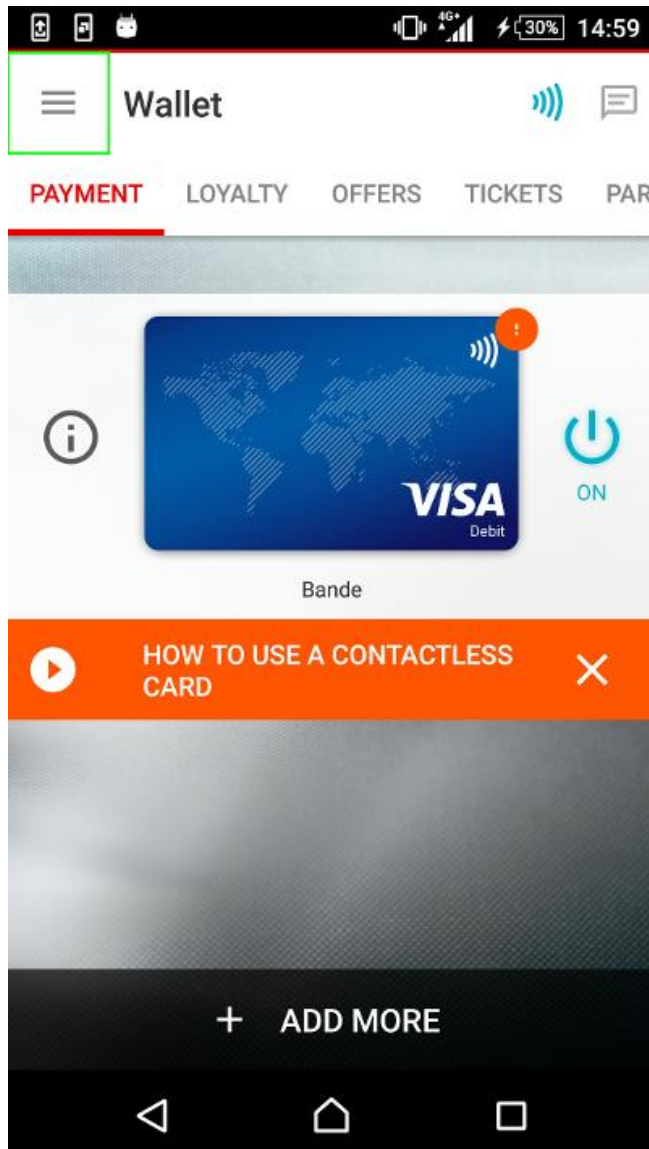 4G+ 30% 14:59
Wallet
PAYMENT LOYALTY OFFERS TICKETS PAR
VISA
Debit
ON
Bande
HOW TO USE A CONTACTLESS
CARD
+ ADD MORE